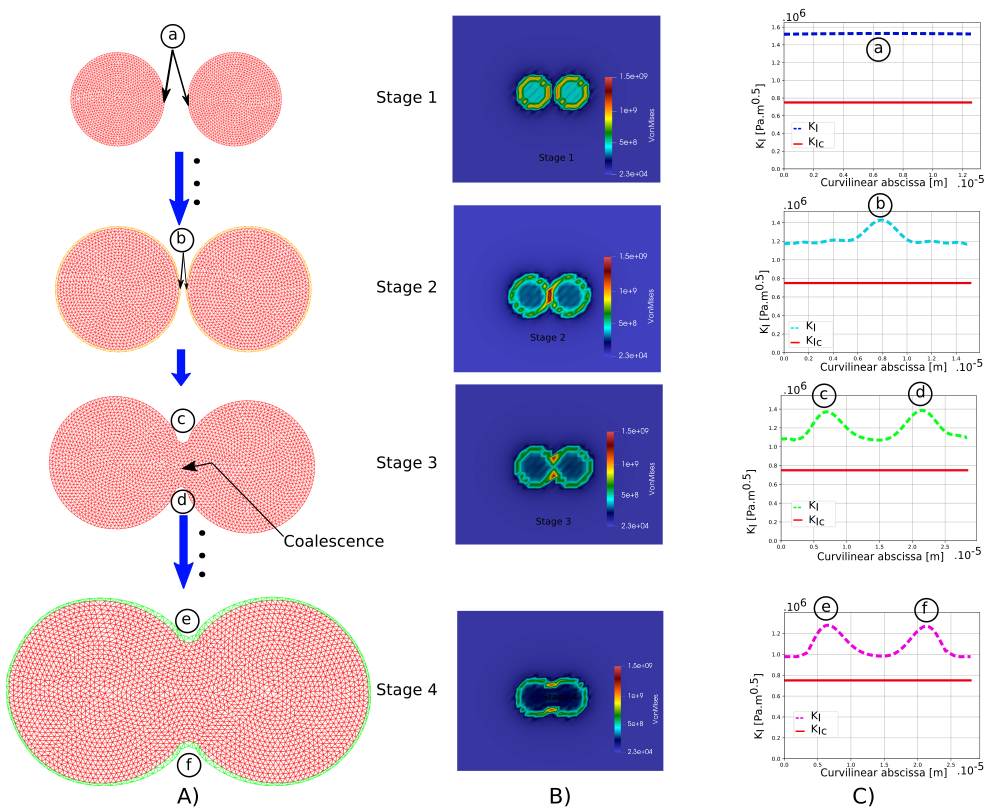 a
Stage 1
1.5e+09
1e+9
5e+8
2.3e+04
VonMises
Stage 1
.10⁶
1.6
1.4
1.2
1.0
0.8
0.6
0.4
0.2
0.0
K_I [Pa.m^0.5]
a
K_I
K_Ic
0.0 0.2 0.4 0.6 0.8 1.0 1.2
Curvilinear abscissa [m] .10⁻⁵
b
Stage 2
1.5e+09
1e+9
5e+8
2.3e+04
VonMises
Stage 2
.10⁶
1.4
1.2
1.0
0.8
0.6
0.4
0.2
0.0
K_I [Pa.m^0.5]
b
K_I
K_Ic
0.0 0.2 0.4 0.6 0.8 1.0 1.2 1.4
Curvilinear abscissa [m] .10⁻⁵
c
d
Coalescence
Stage 3
1.5e+09
1e+9
5e+8
2.3e+04
VonMises
Stage 3
.10⁶
1.4
1.2
1.0
0.8
0.6
0.4
0.2
0.0
K_I [Pa.m^0.5]
c
d
K_I
K_Ic
0.0 0.5 1.0 1.5 2.0 2.5
Curvilinear abscissa [m] .10⁻⁵
e
f
Stage 4
1.5e+09
1e+9
5e+8
2.3e+04
VonMises
.10⁶
1.2
1.0
0.8
0.6
0.4
0.2
0.0
K_I [Pa.m^0.5]
e
f
K_I
K_Ic
0.0 0.5 1.0 1.5 2.0 2.5
Curvilinear abscissa [m] .10⁻⁵
A)
B)
C)